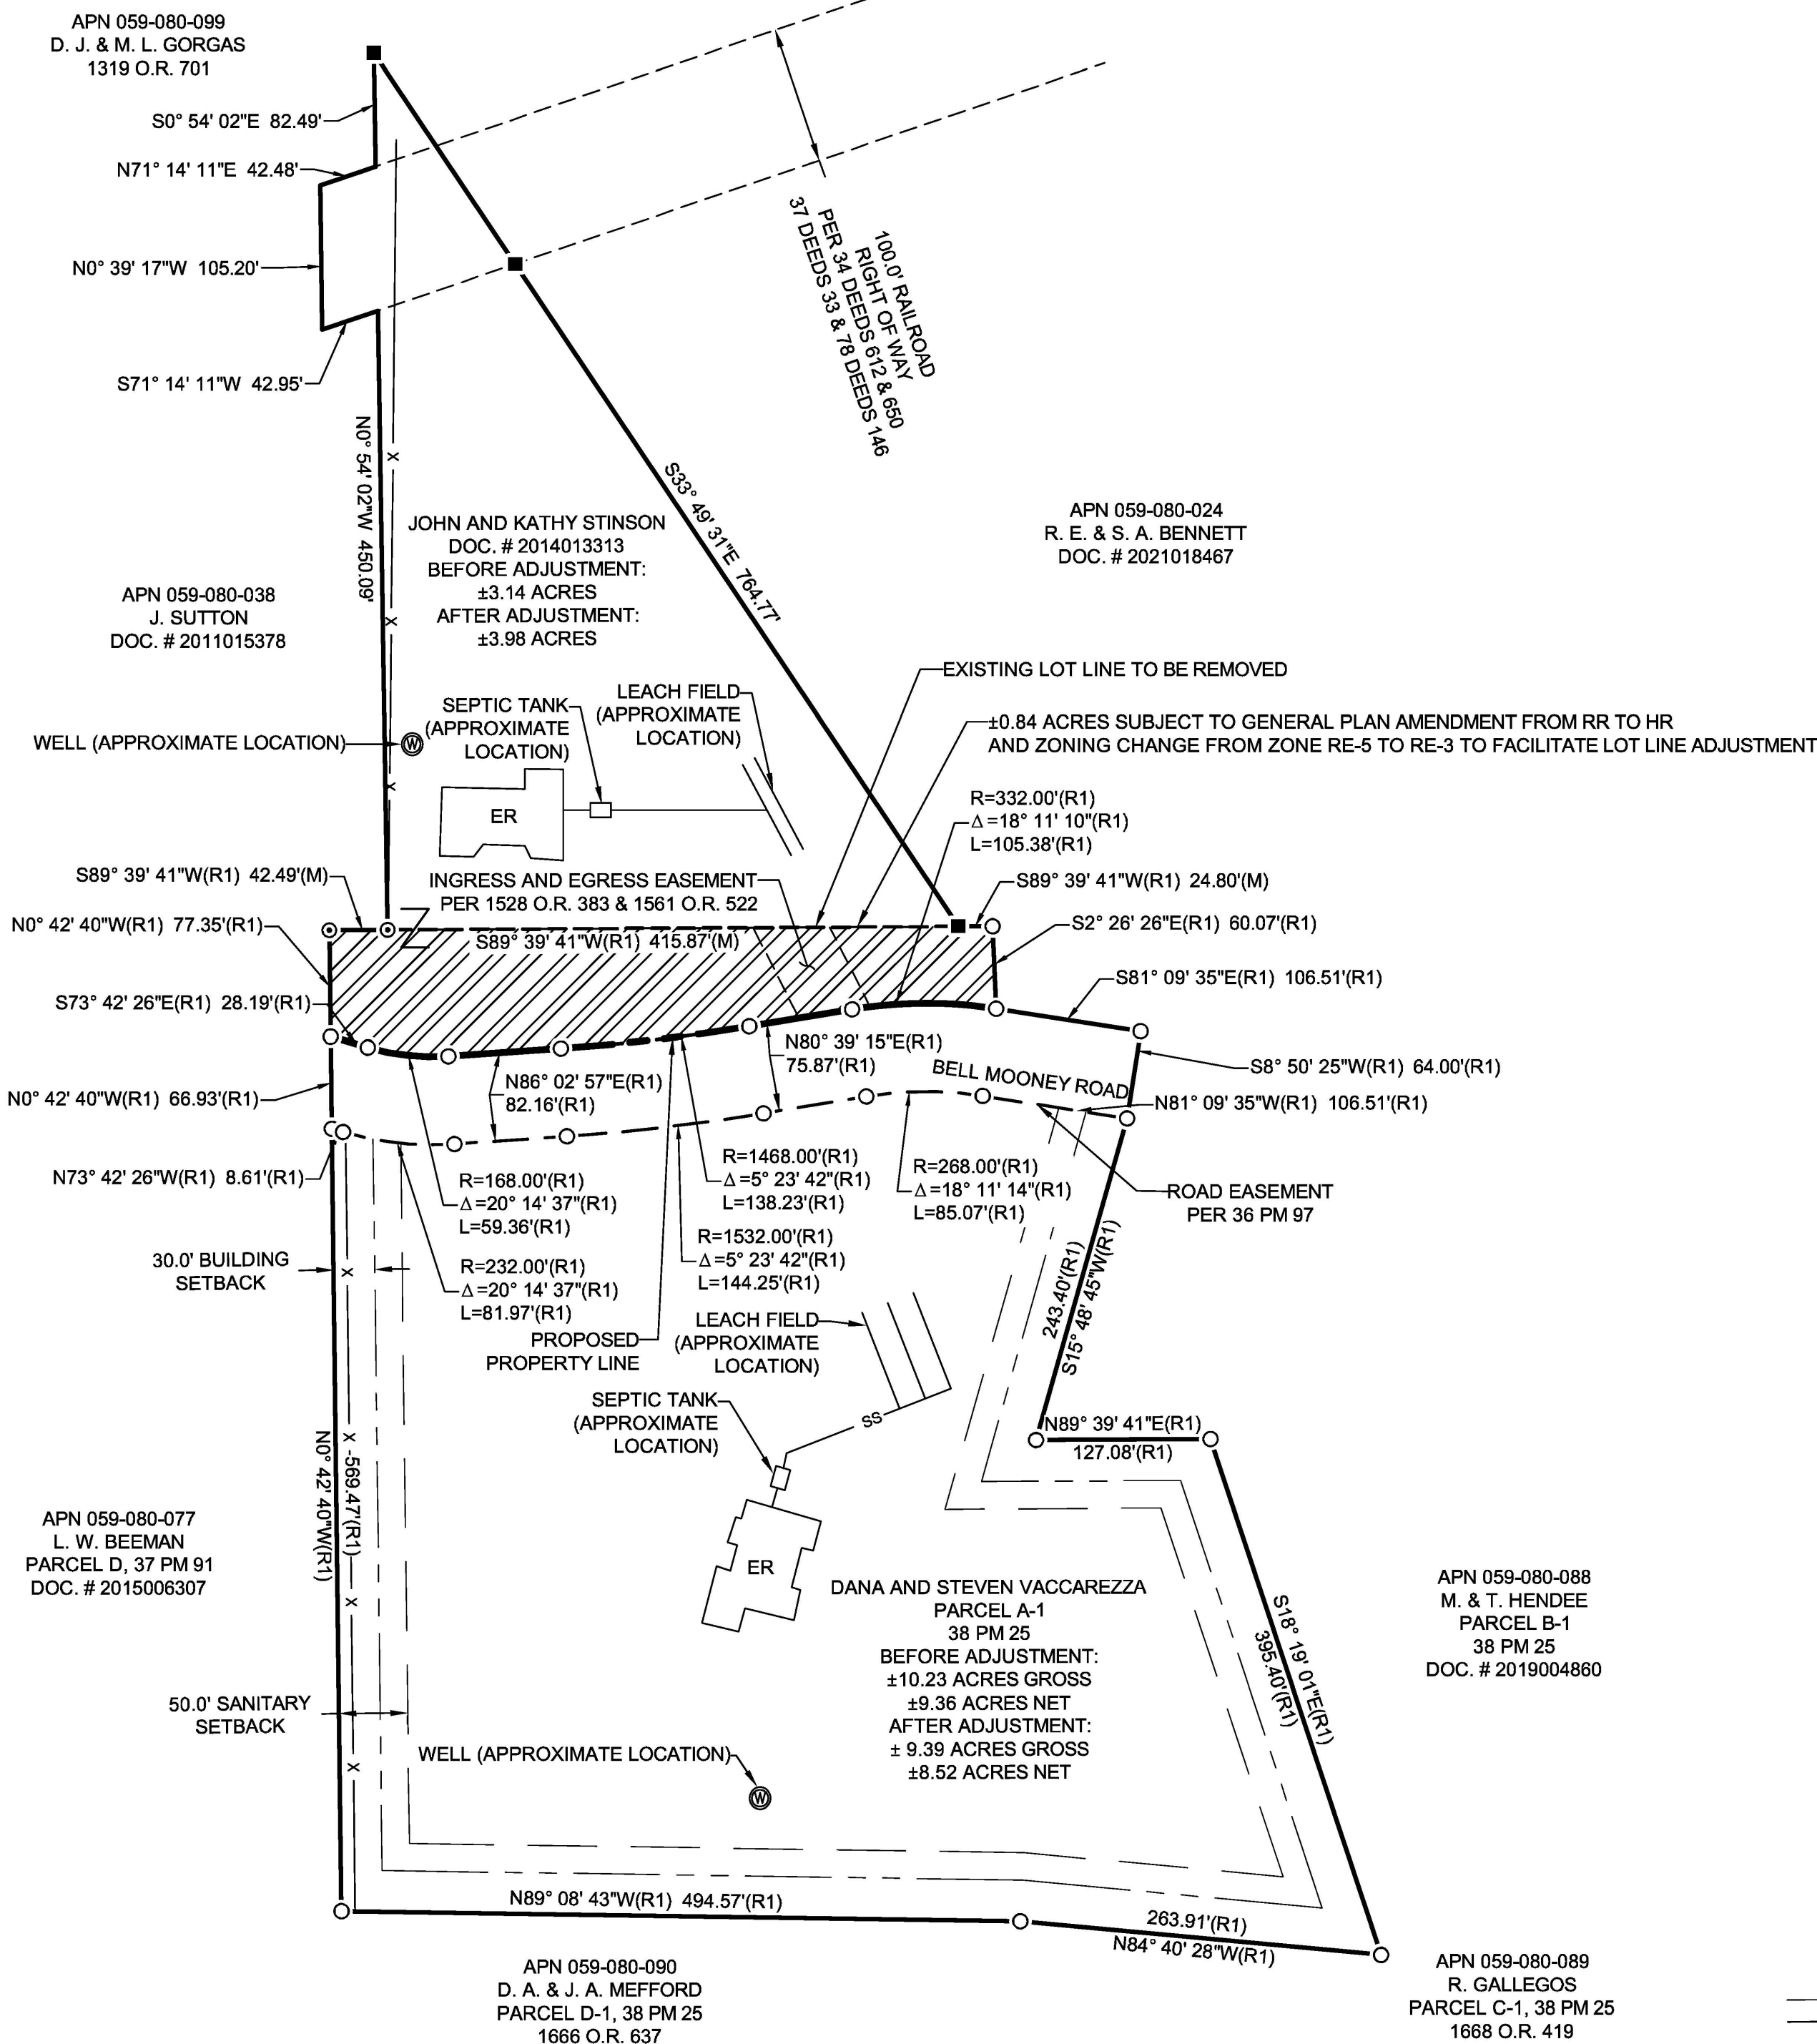 APN 059-080-099
D. J. & M. L. GORGAS
1319 O.R. 701
S0° 54' 02"E 82.49'
N71° 14' 11"E 42.48'
N0° 39' 17"W 105.20'
S71° 14' 11"W 42.95'
100.0' RAILROAD
RIGHT OF WAY
PER 34 DEEDS 612 & 650
37 DEEDS 33 & 78 DEEDS 146
N0° 54' 02"W 450.09'
X
S33° 49' 31"E 764.77'
JOHN AND KATHY STINSON
DOC. # 2014013313
BEFORE ADJUSTMENT:
±3.14 ACRES
AFTER ADJUSTMENT:
±3.98 ACRES
APN 059-080-024
R. E. & S. A. BENNETT
DOC. # 2021018467
APN 059-080-038
J. SUTTON
DOC. # 2011015378
X
EXISTING LOT LINE TO BE REMOVED
SEPTIC TANK
(APPROXIMATE
LOCATION)
LEACH FIELD
(APPROXIMATE
LOCATION)
±0.84 ACRES SUBJECT TO GENERAL PLAN AMENDMENT FROM RR TO HR
AND ZONING CHANGE FROM ZONE RE-5 TO RE-3 TO FACILITATE LOT LINE ADJUSTMENT
WELL (APPROXIMATE LOCATION)
W
X
ER
R=332.00'(R1)
Δ=18° 11' 10"(R1)
L=105.38'(R1)
S89° 39' 41"W(R1) 42.49'(M)
INGRESS AND EGRESS EASEMENT
PER 1528 O.R. 383 & 1561 O.R. 522
S89° 39' 41"W(R1) 24.80'(M)
N0° 42' 40"W(R1) 77.35'(R1)
S89° 39' 41"W(R1) 415.87'(M)
S2° 26' 26"E(R1) 60.07'(R1)
S73° 42' 26"E(R1) 28.19'(R1)
S81° 09' 35"E(R1) 106.51'(R1)
N80° 39' 15"E(R1)
75.87'(R1)
N86° 02' 57"E(R1)
82.16'(R1)
BELL MOONEY ROAD
S8° 50' 25"W(R1) 64.00'(R1)
N0° 42' 40"W(R1) 66.93'(R1)
N81° 09' 35"W(R1) 106.51'(R1)
N73° 42' 26"W(R1) 8.61'(R1)
R=168.00'(R1)
Δ=20° 14' 37"(R1)
L=59.36'(R1)
R=1468.00'(R1)
Δ=5° 23' 42"(R1)
L=138.23'(R1)
R=268.00'(R1)
Δ=18° 11' 14"(R1)
L=85.07'(R1)
ROAD EASEMENT
PER 36 PM 97
30.0' BUILDING
SETBACK
X
R=232.00'(R1)
Δ=20° 14' 37"(R1)
L=81.97'(R1)
R=1532.00'(R1)
Δ=5° 23' 42"(R1)
L=144.25'(R1)
243.40'(R1)
S15° 48' 45"W(R1)
PROPOSED
PROPERTY LINE
LEACH FIELD
(APPROXIMATE
LOCATION)
SEPTIC TANK
(APPROXIMATE
LOCATION)
SS
N89° 39' 41"E(R1)
127.08'(R1)
N0° 42' 40"W(R1)
X
569.47'(R1)
APN 059-080-077
L. W. BEEMAN
PARCEL D, 37 PM 91
DOC. # 2015006307
X
ER
DANA AND STEVEN VACCAREZZA
PARCEL A-1
38 PM 25
BEFORE ADJUSTMENT:
±10.23 ACRES GROSS
±9.36 ACRES NET
AFTER ADJUSTMENT:
± 9.39 ACRES GROSS
±8.52 ACRES NET
S18° 19' 01"E(R1)
395.40'(R1)
APN 059-080-088
M. & T. HENDEE
PARCEL B-1
38 PM 25
DOC. # 2019004860
50.0' SANITARY
SETBACK
X
WELL (APPROXIMATE LOCATION)
W
N89° 08' 43"W(R1) 494.57'(R1)
263.91'(R1)
N84° 40' 28"W(R1)
APN 059-080-090
D. A. & J. A. MEFFORD
PARCEL D-1, 38 PM 25
1666 O.R. 637
APN 059-080-089
R. GALLEGOS
PARCEL C-1, 38 PM 25
1668 O.R. 419